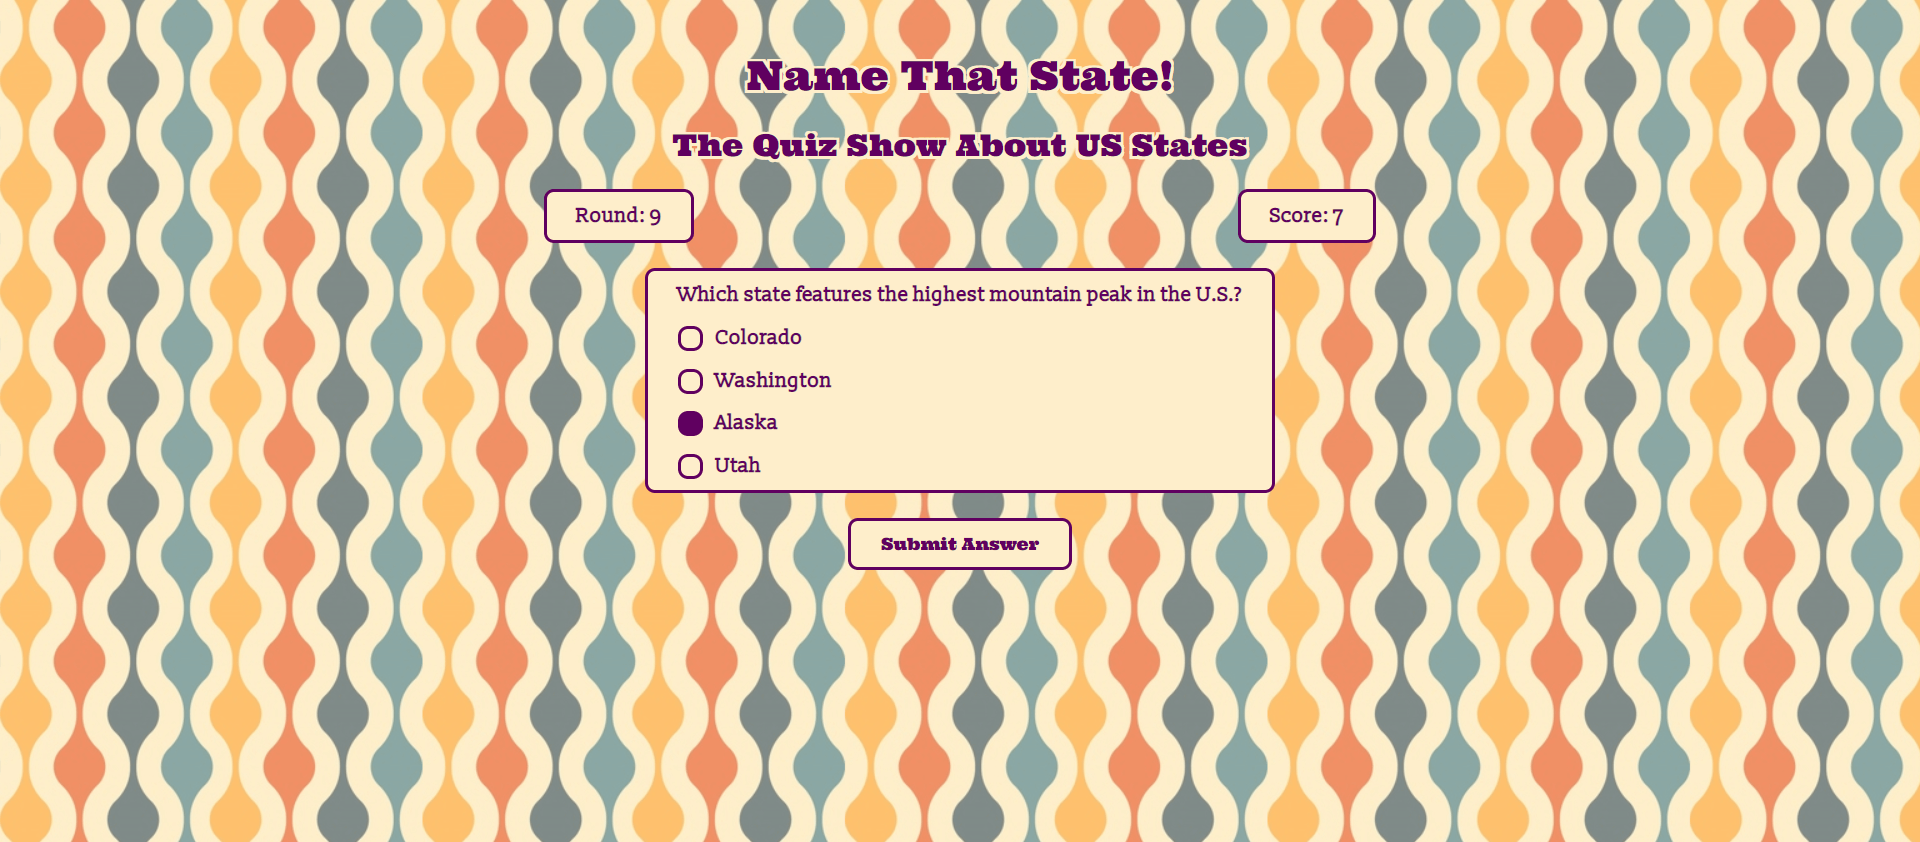 Name That State!
The Quiz Show About US States
Round: 9
Score: 7
Which state features the highest mountain peak in the U.S.?
Colorado
Washington
Alaska
Utah
Submit Answer